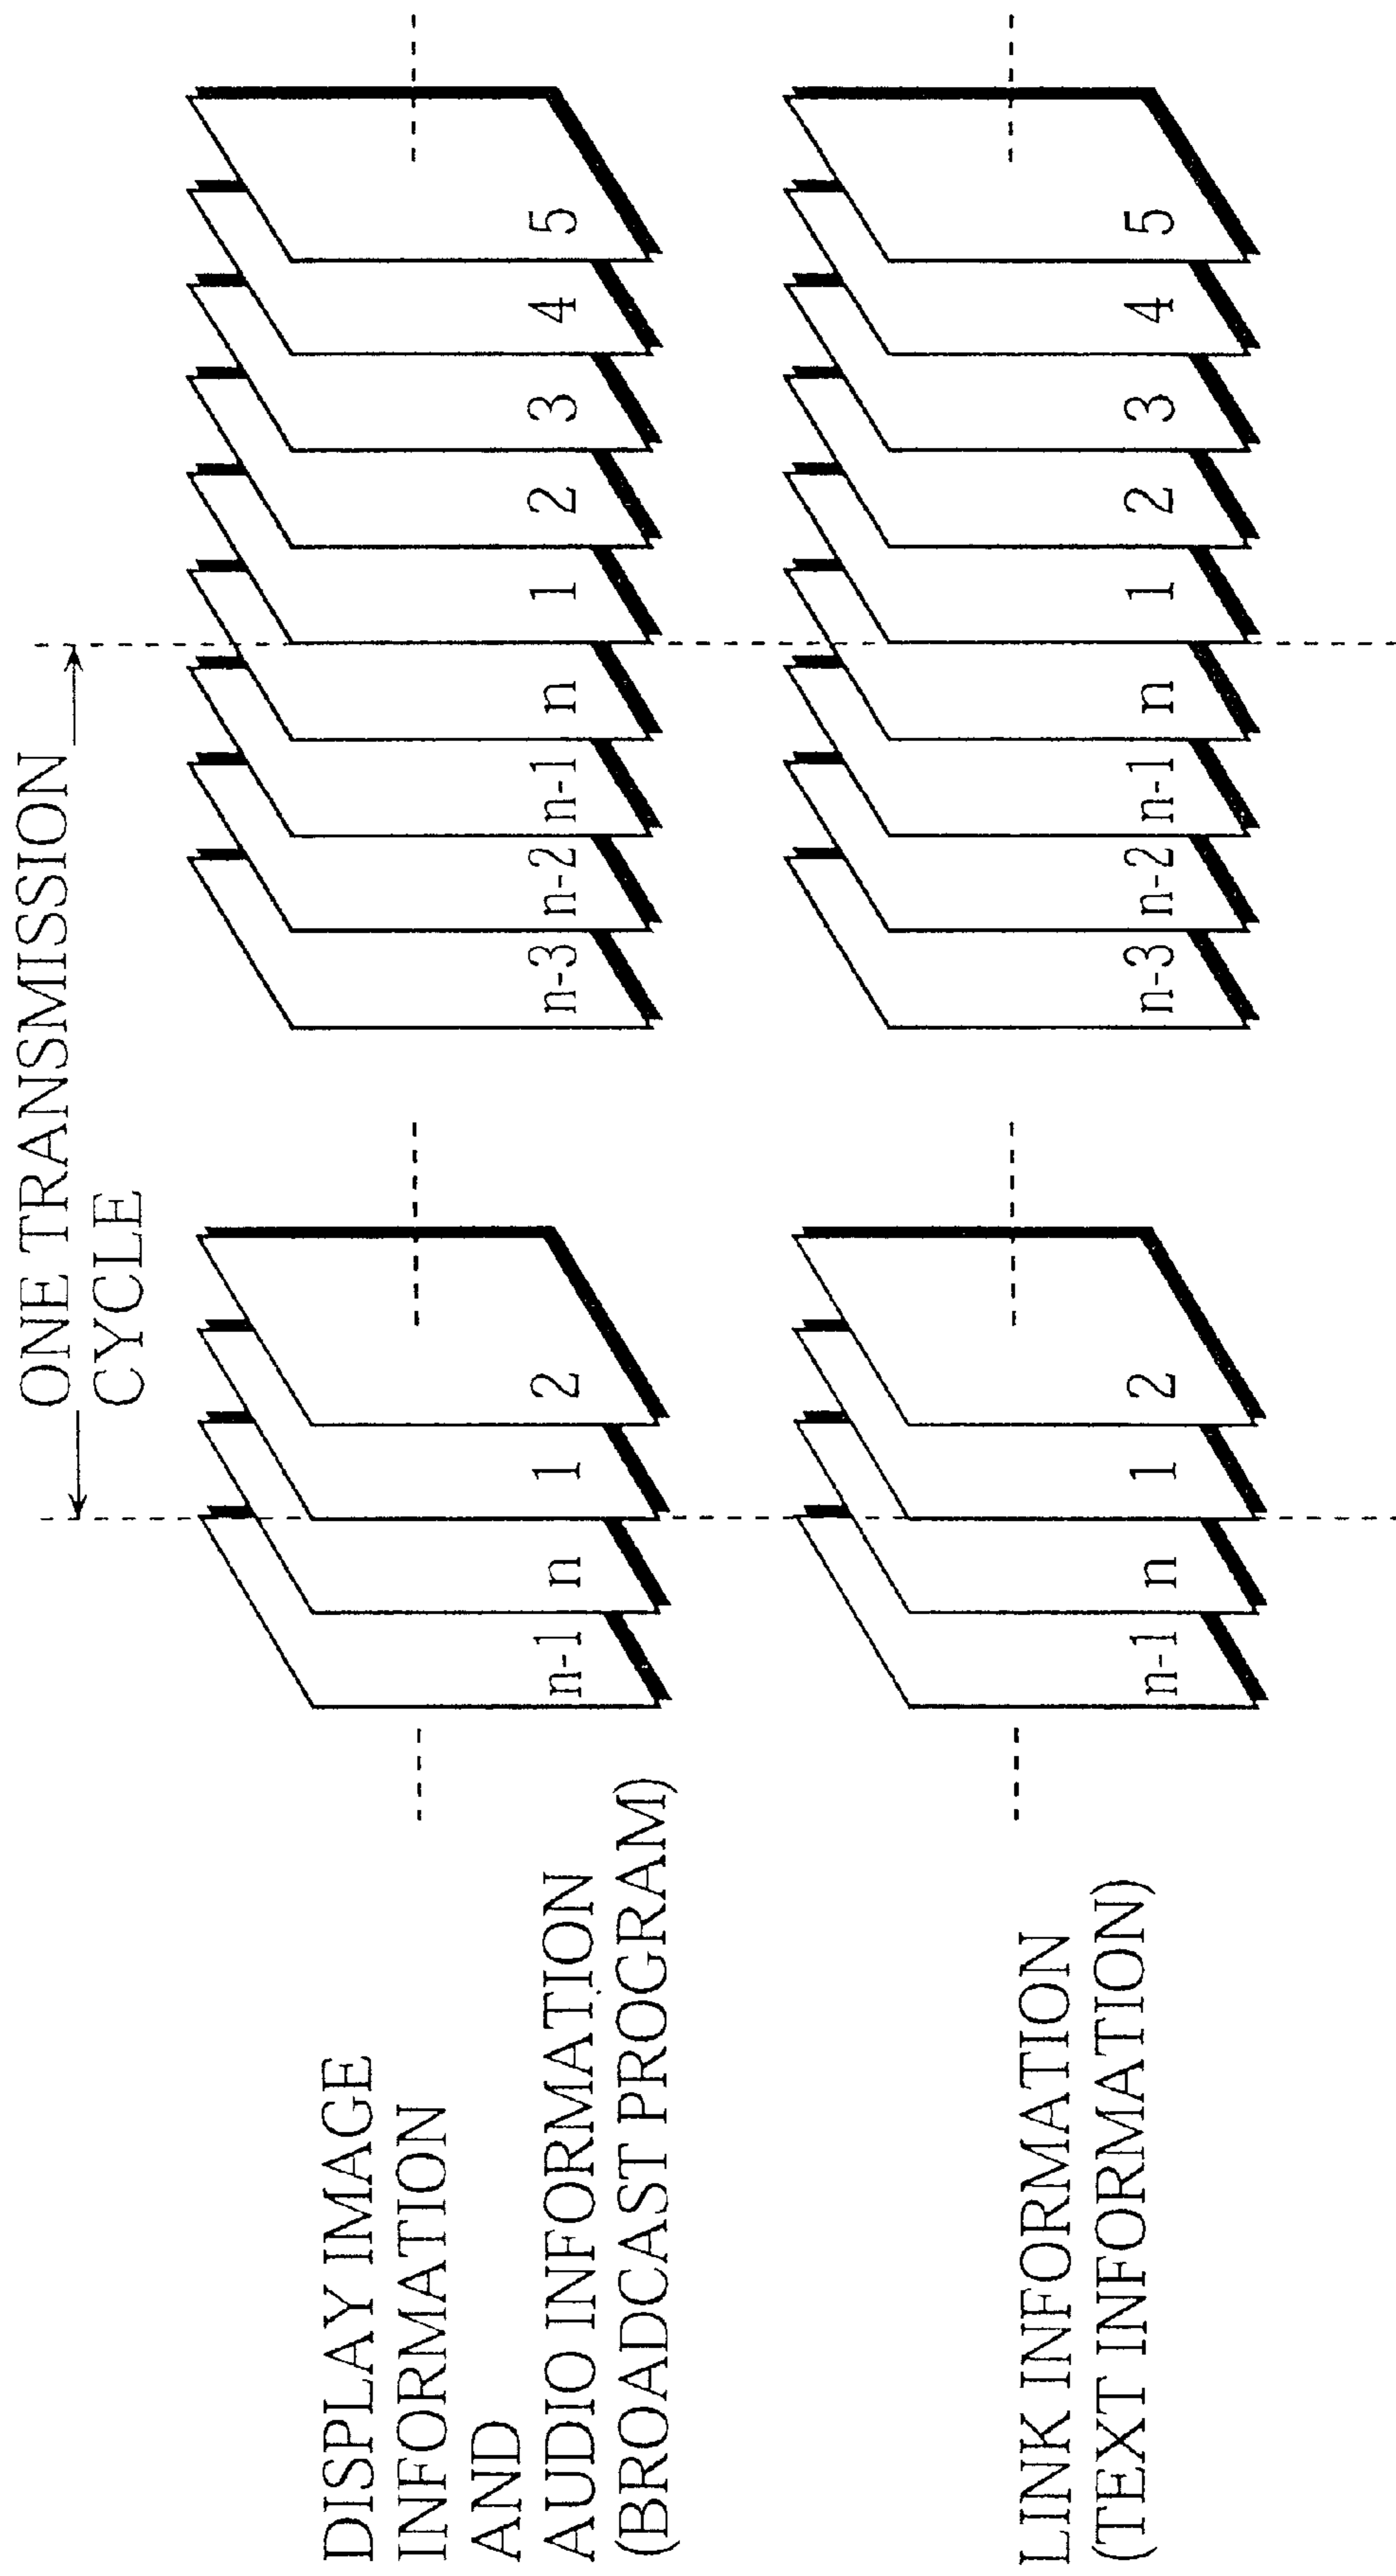 ONE TRANSMISSION
CYCLE
DISPLAY IMAGE
INFORMATION
AND
AUDIO INFORMATION
(BROADCAST PROGRAM)
n-1 n 1 2 n-3 n-2 n-1 n 1 2 3 4 5
LINK INFORMATION
(TEXT INFORMATION)
n-1 n 1 2 n-3 n-2 n-1 n 1 2 3 4 5